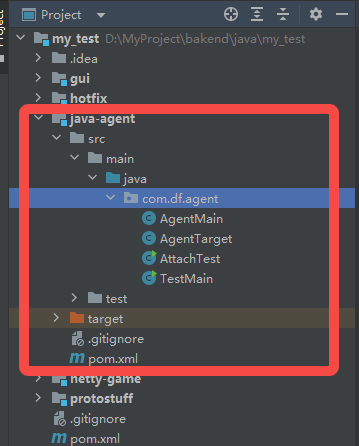 Project
Project
my_test D:\MyProject\bakend\java\my_test
.idea
gui
hotfix
java-agent
src
main
java
com.df.agent
AgentMain
AgentTarget
AttachTest
TestMain
test
target
.gitignore
pom.xml
netty-game
protostuff
.gitignore
pom.xml